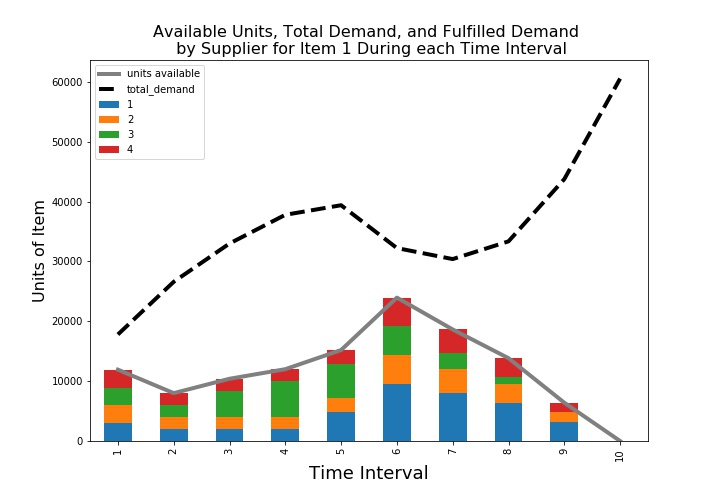 Available Units, Total Demand, and Fulfilled Demand
by Supplier for Item 1 During each Time Interval
units available
total_demand
1
2
3
4
Units of Item
60000
50000
40000
30000
20000
10000
0
1 2 3 4 5 6 7 8 9 10
Time Interval